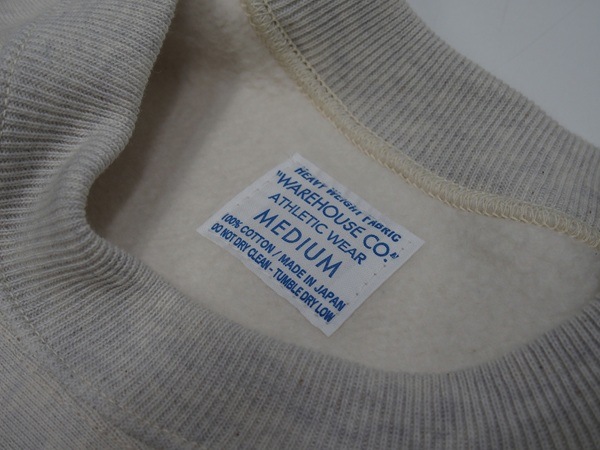 HEAVY WEIGHT FABRIC
"WAREHOUSE CO."
ATHLETIC WEAR
MEDIUM
100% COTTON / MADE IN JAPAN
DO NOT DRY CLEAN - TUMBLE DRY LOW